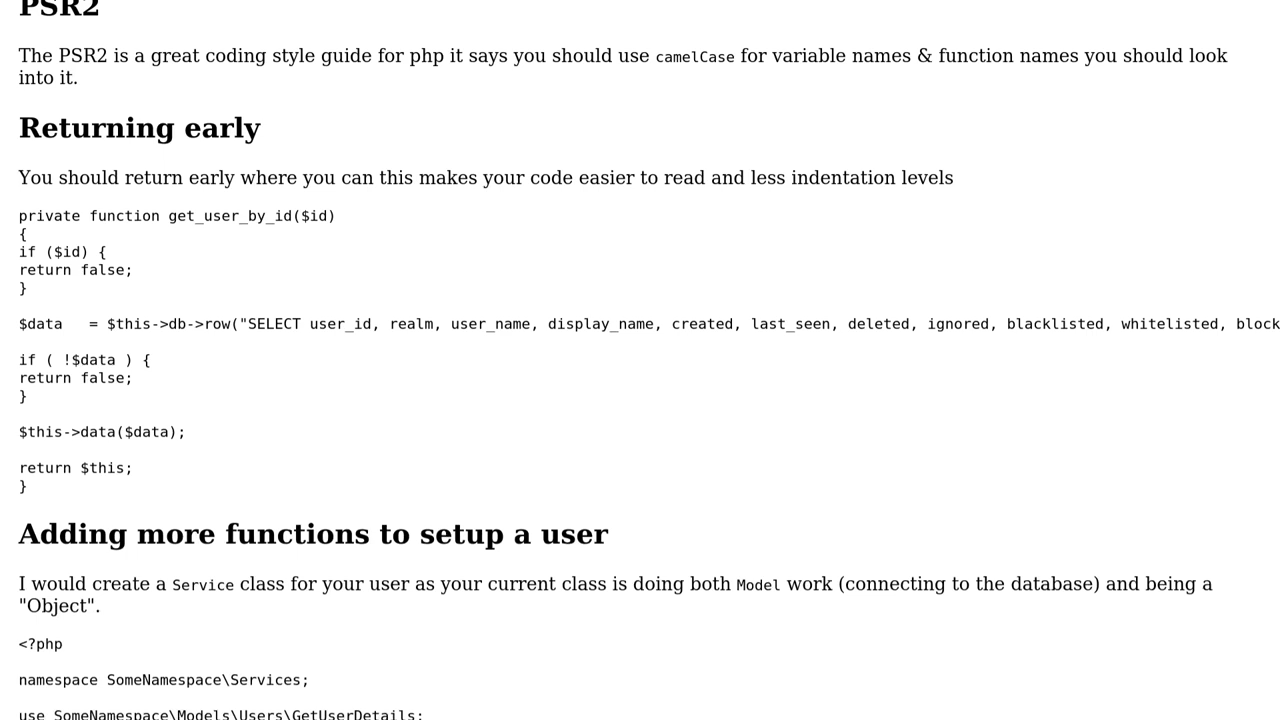 PSR2
The PSR2 is a great coding style guide for php it says you should use camelCase for variable names & function names you should look
into it.
Returning early
You should return early where you can this makes your code easier to read and less indentation levels
private function get_user_by_id($id)
{
if ($id) {
return false;
}
$data   = $this->db->row("SELECT user_id, realm, user_name, display_name, created, last_seen, deleted, ignored, blacklisted, whitelisted, block
if ( !$data ) {
return false;
}
$this->data($data);
return $this;
}
Adding more functions to setup a user
I would create a Service class for your user as your current class is doing both Model work (connecting to the database) and being a
"Object".
<?php
namespace SomeNamespace\Services;
use SomeNamespace\Models\Users\GetUserDetails;